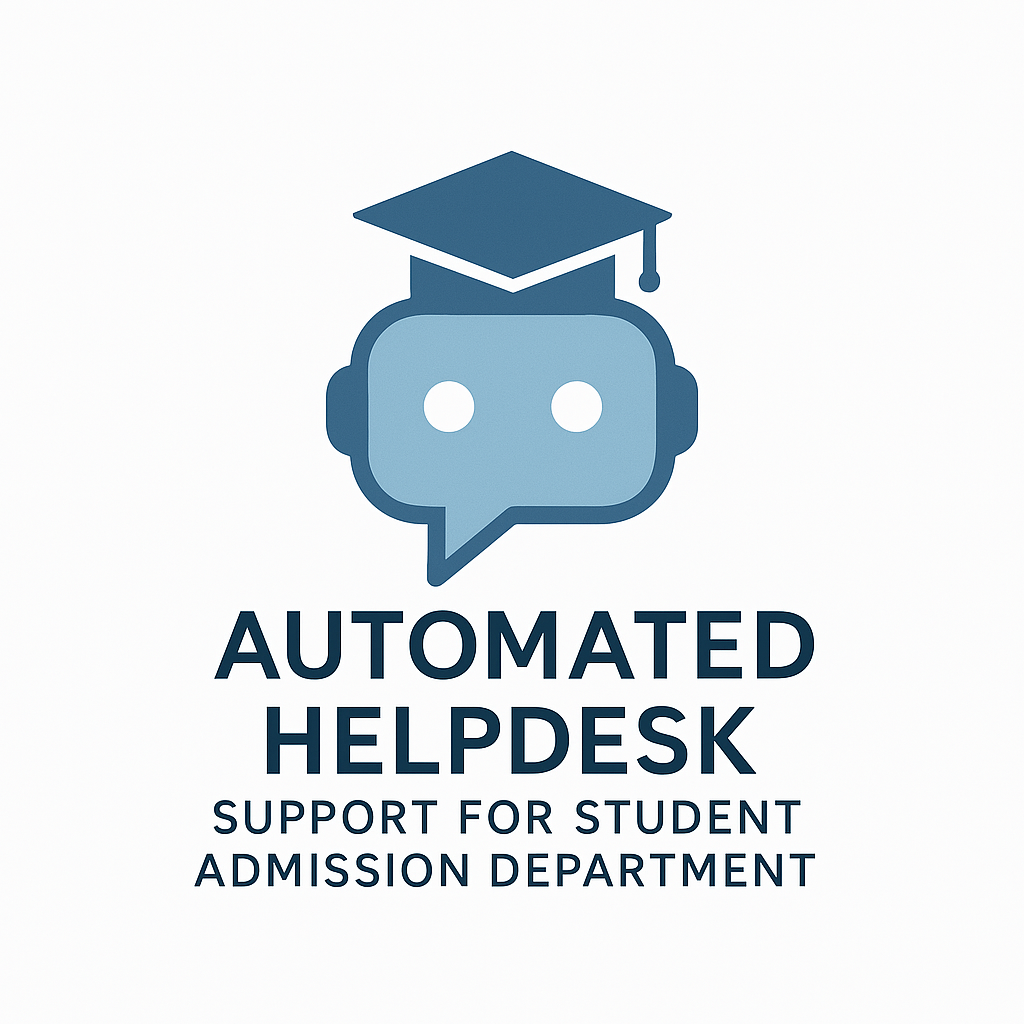 AUTOMATED
HELPDESK
SUPPORT FOR STUDENT
ADMISSION DEPARTMENT